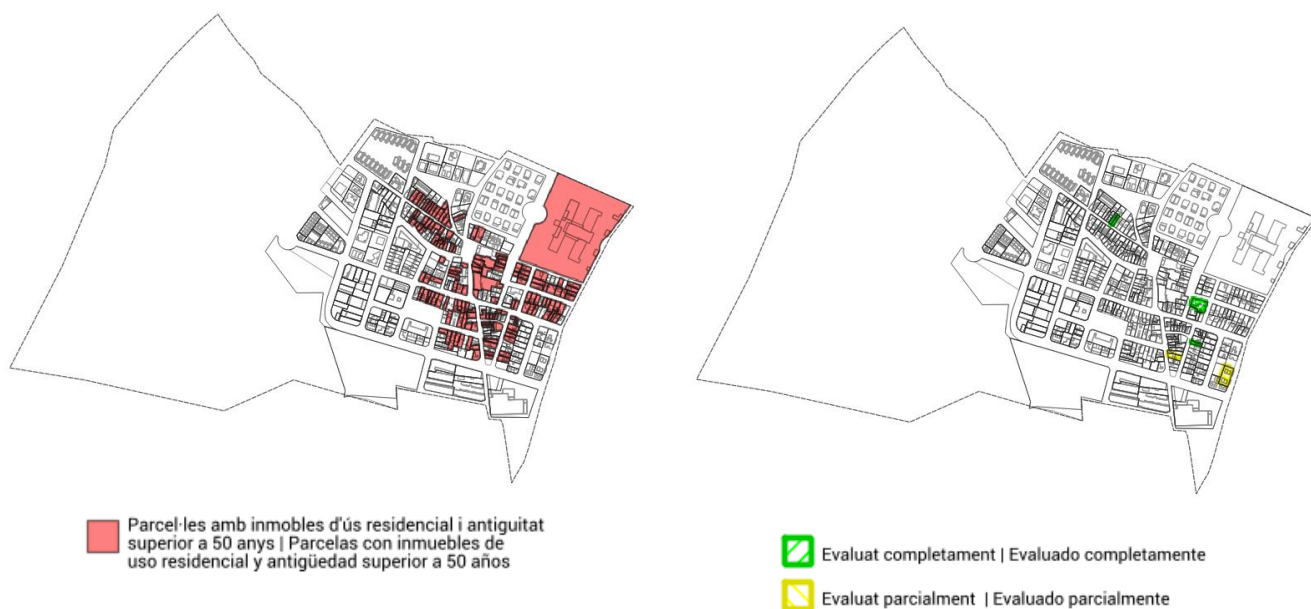 Parcel·les amb inmobles d'ús residencial i antiguitat
superior a 50 anys | Parcelas con inmuebles de
uso residencial y antigüedad superior a 50 años
Evaluat completament | Evaluado completamente
Evaluat parcialment | Evaluado parcialmente